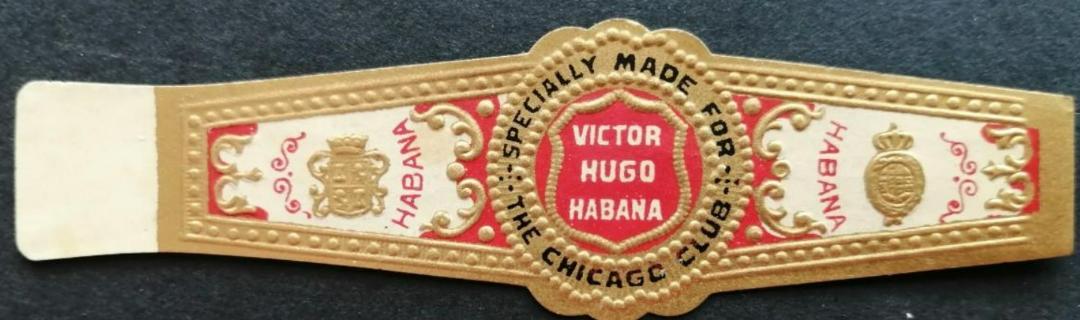 HABANA
SPECIALLY MADE FOR
THE CHICAGO CLUB
VICTOR
HUGO
HABANA
HABANA